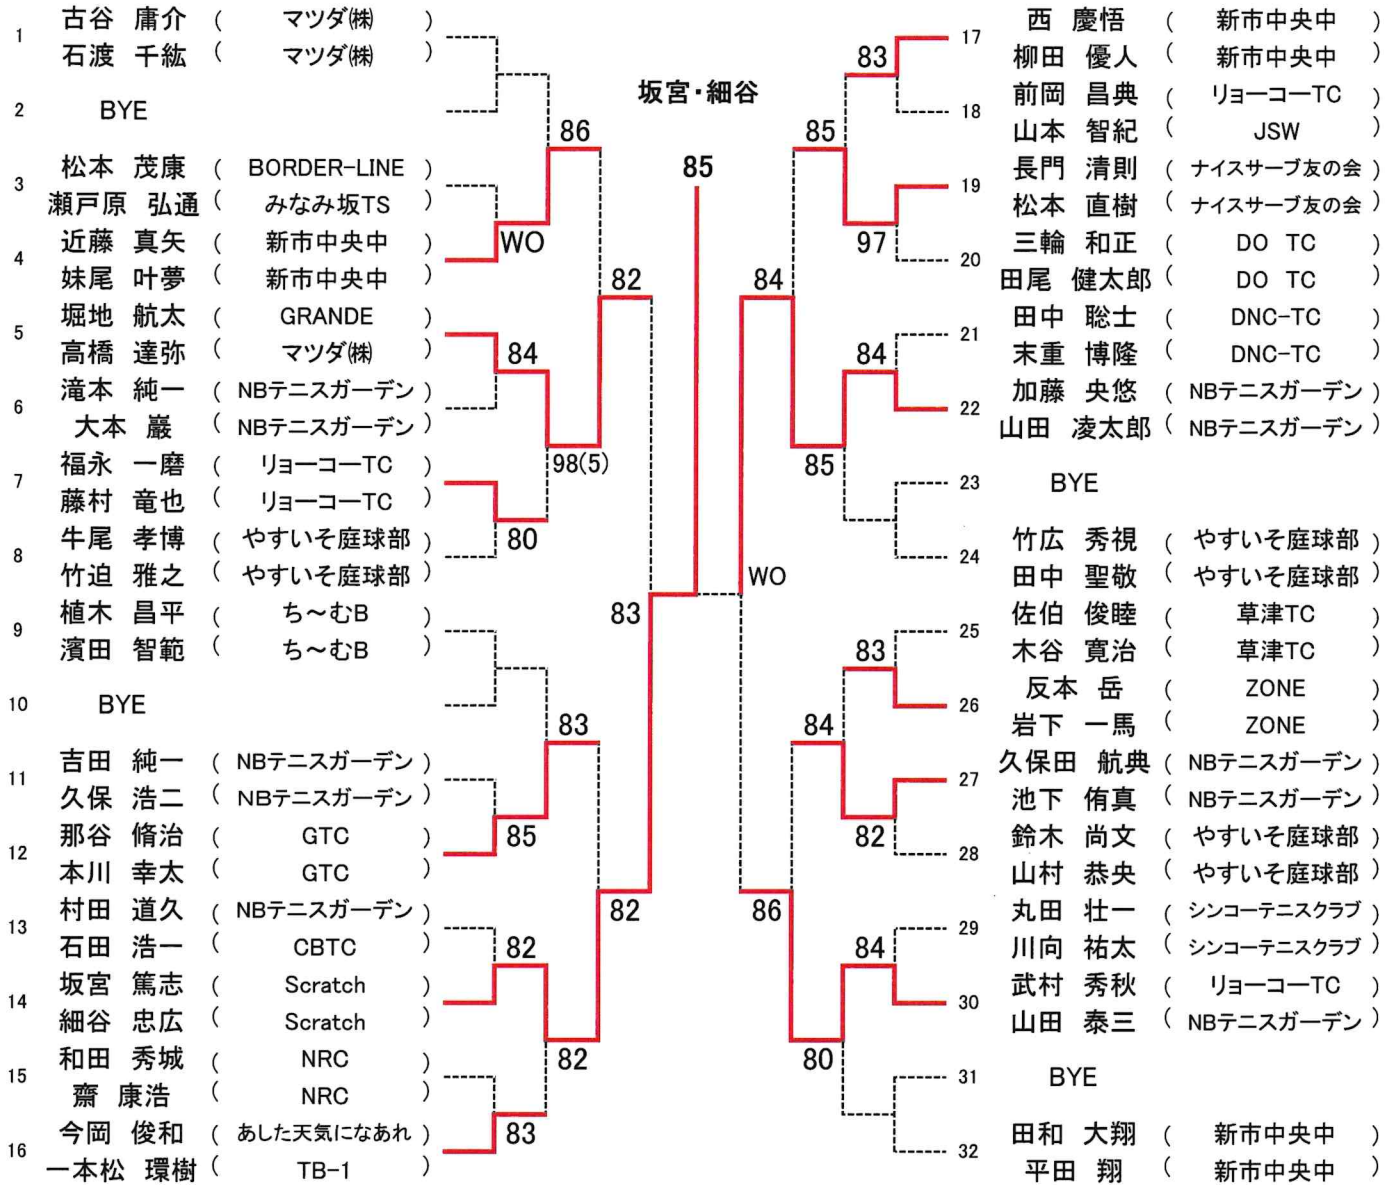 坂宮・細谷
85
1 古谷 庸介 ( マツダ㈱ )
石渡 千紘 ( マツダ㈱ )
2 BYE
3 松本 茂康 ( BORDER-LINE )
瀬戸原 弘通 ( みなみ坂TS )
4 近藤 真矢 ( 新市中央中 )
妹尾 叶夢 ( 新市中央中 )
5 堀地 航太 ( GRANDE )
高橋 達弥 ( マツダ㈱ )
6 滝本 純一 ( NBテニスガーデン )
大本 巌 ( NBテニスガーデン )
7 福永 一磨 ( リョーコーTC )
藤村 竜也 ( リョーコーTC )
8 牛尾 孝博 ( やすいそ庭球部 )
竹迫 雅之 ( やすいそ庭球部 )
9 植木 昌平 ( ち～むB )
濱田 智範 ( ち～むB )
10 BYE
11 吉田 純一 ( NBテニスガーデン )
久保 浩二 ( NBテニスガーデン )
12 那谷 脩治 ( GTC )
本川 幸太 ( GTC )
13 村田 道久 ( NBテニスガーデン )
石田 浩一 ( CBTC )
14 坂宮 篤志 ( Scratch )
細谷 忠広 ( Scratch )
15 和田 秀城 ( NRC )
齋 康浩 ( NRC )
16 今岡 俊和 ( あした天気になあれ )
一本松 環樹 ( TB-1 )
WO
84
80
85
82
83
86
98(5)
83
82
82
82
83
17 西 慶悟 ( 新市中央中 )
柳田 優人 ( 新市中央中 )
18 前岡 昌典 ( リョーコーTC )
山本 智紀 ( JSW )
19 長門 清則 ( ナイスサーブ友の会 )
松本 直樹 ( ナイスサーブ友の会 )
20 三輪 和正 ( DO TC )
田尾 健太郎 ( DO TC )
21 田中 聡士 ( DNC-TC )
末重 博隆 ( DNC-TC )
22 加藤 央悠 ( NBテニスガーデン )
山田 凌太郎 ( NBテニスガーデン )
23 BYE
24 竹広 秀視 ( やすいそ庭球部 )
田中 聖敬 ( やすいそ庭球部 )
25 佐伯 俊睦 ( 草津TC )
木谷 寛治 ( 草津TC )
26 反本 岳 ( ZONE )
岩下 一馬 ( ZONE )
27 久保田 航典 ( NBテニスガーデン )
池下 侑真 ( NBテニスガーデン )
28 鈴木 尚文 ( やすいそ庭球部 )
山村 恭央 ( やすいそ庭球部 )
29 丸田 壮一 ( シンコーテニスクラブ )
川向 祐太 ( シンコーテニスクラブ )
30 武村 秀秋 ( リョーコーTC )
山田 泰三 ( NBテニスガーデン )
31 BYE
32 田和 大翔 ( 新市中央中 )
平田 翔 ( 新市中央中 )
83
97
84
83
82
84
85
85
84
80
84
86
WO